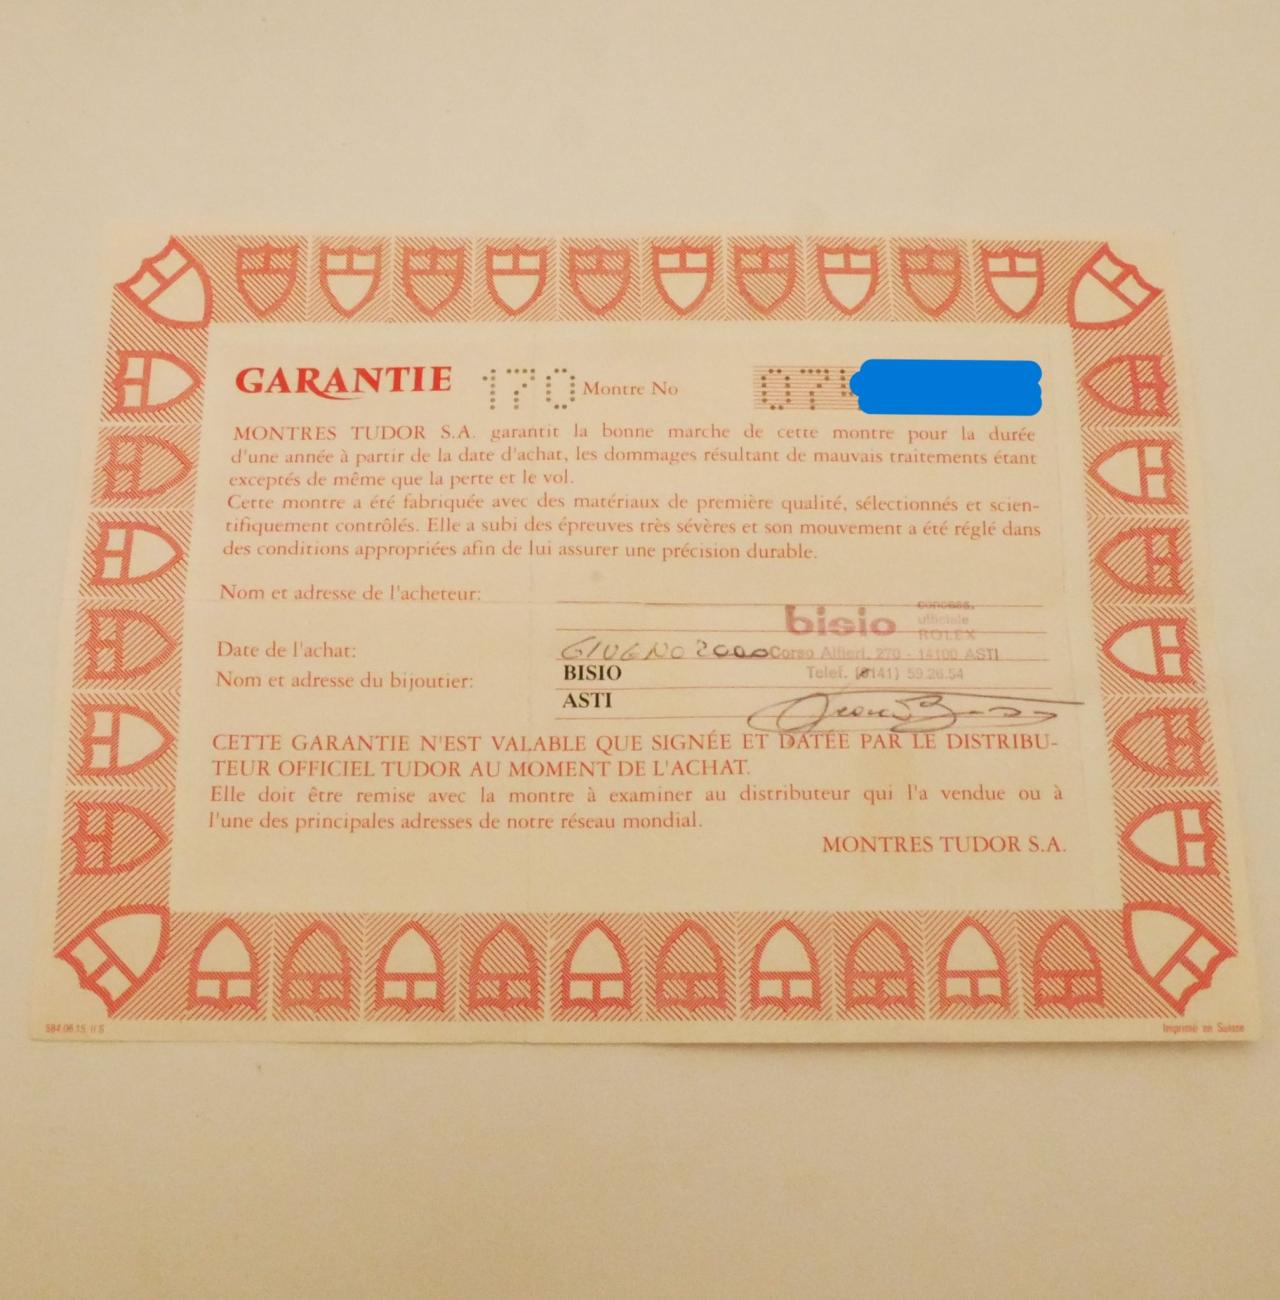 GARANTIE 170 Montre No 07
MONTRES TUDOR S.A. garantit la bonne marche de cette montre pour la durée
d'une année à partir de la date d'achat, les dommages résultant de mauvais traitements étant
exceptés de même que la perte et le vol.
Cette montre a été fabriquée avec des matériaux de première qualité, sélectionnés et scien-
tifiquement contrôlés. Elle a subi des épreuves très sévères et son mouvement a été réglé dans
des conditions appropriées afin de lui assurer une précision durable.
Nom et adresse de l'acheteur:
bisio concess.
ufficiale
ROLEX
Date de l'achat: GIUGNO 2000 Corso Alfieri, 270 - 14100 ASTI
Nom et adresse du bijoutier: BISIO Telef. (0141) 59.26.54
ASTI
CETTE GARANTIE N'EST VALABLE QUE SIGNÉE ET DATÉE PAR LE DISTRIBU-
TEUR OFFICIEL TUDOR AU MOMENT DE L'ACHAT.
Elle doit être remise avec la montre à examiner au distributeur qui l'a vendue ou à
l'une des principales adresses de notre réseau mondial.
MONTRES TUDOR S.A.
Imprimé en Suisse